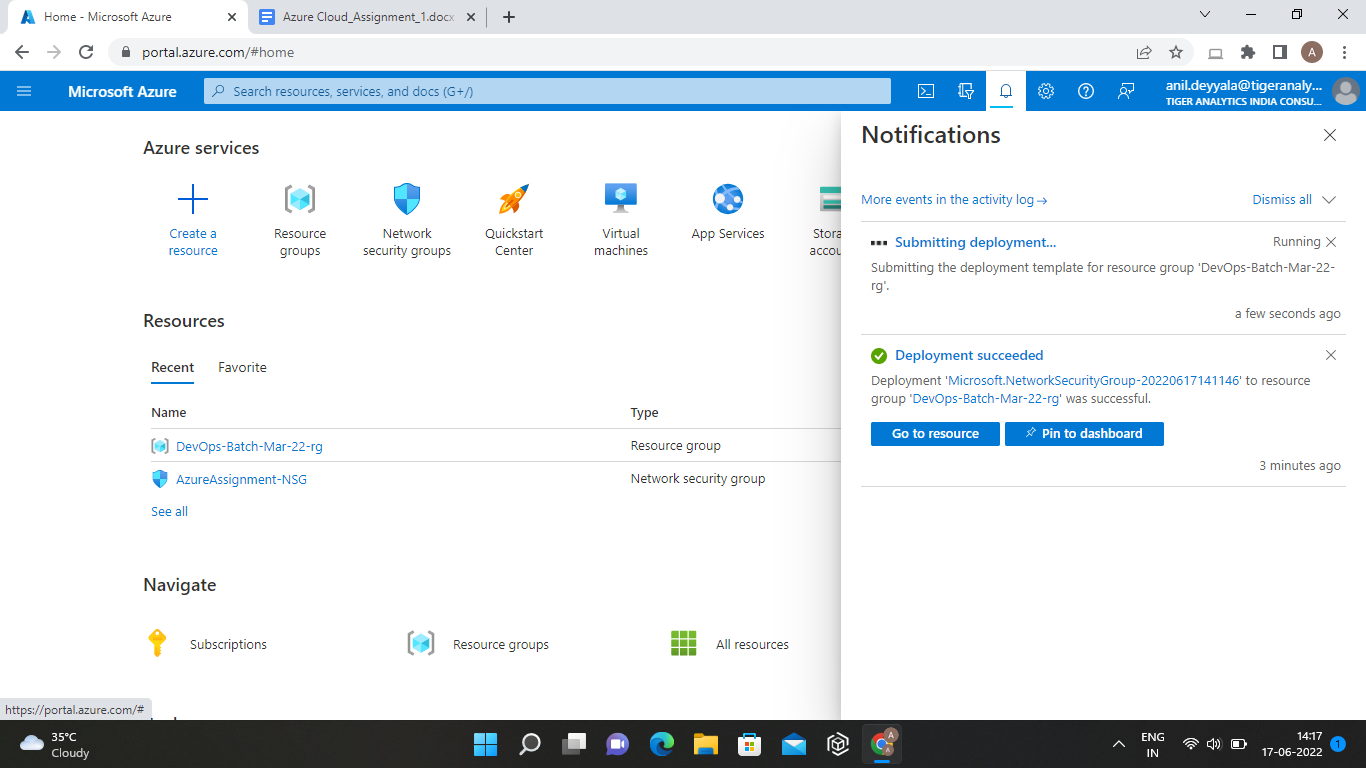 Home - Microsoft Azure
Azure Cloud_Assignment_1.docx
portal.azure.com/#home
A
Microsoft Azure
Search resources, services, and docs (G+/)
anil.deyyala@tigeranaly...
TIGER ANALYTICS INDIA CONSU...
Azure services
Create a
resource
Resource
groups
Network
security groups
Quickstart
Center
Virtual
machines
App Services
Stora
accou
Resources
Recent
Favorite
Name
Type
DevOps-Batch-Mar-22-rg
Resource group
AzureAssignment-NSG
Network security group
See all
Navigate
Subscriptions
Resource groups
All resources
https://portal.azure.com/#
Notifications
More events in the activity log→
Dismiss all
Submitting deployment...
Running
Submitting the deployment template for resource group 'DevOps-Batch-Mar-22-
rg'.
a few seconds ago
Deployment succeeded
Deployment 'Microsoft.NetworkSecurityGroup-20220617141146' to resource
group 'DevOps-Batch-Mar-22-rg' was successful.
Go to resource
Pin to dashboard
3 minutes ago
35°C
Cloudy
A
A
ENG
IN
14:17
17-06-2022
1